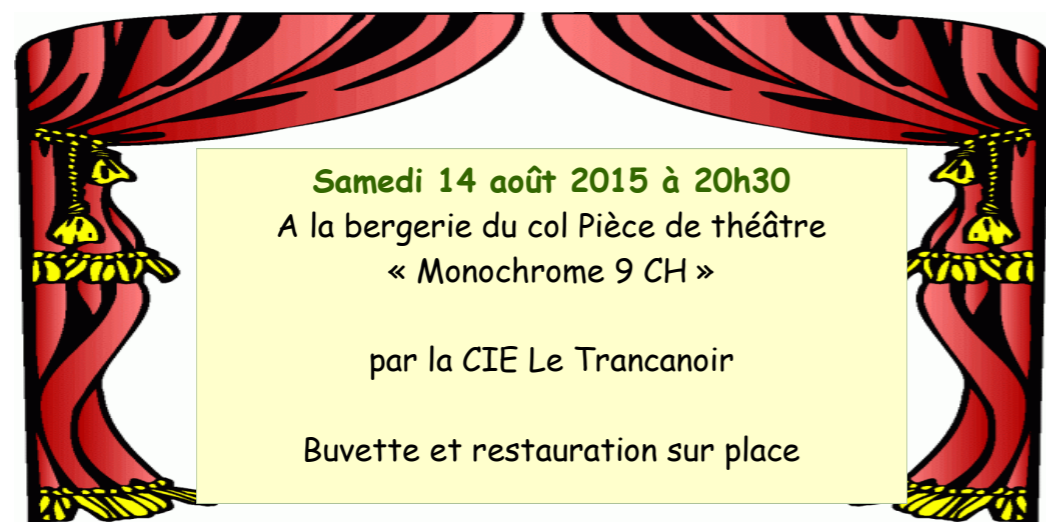 Samedi 14 août 2015 à 20h30
A la bergerie du col Pièce de théâtre
« Monochrome 9 CH »
par la CIE Le Trancanoir
Buvette et restauration sur place